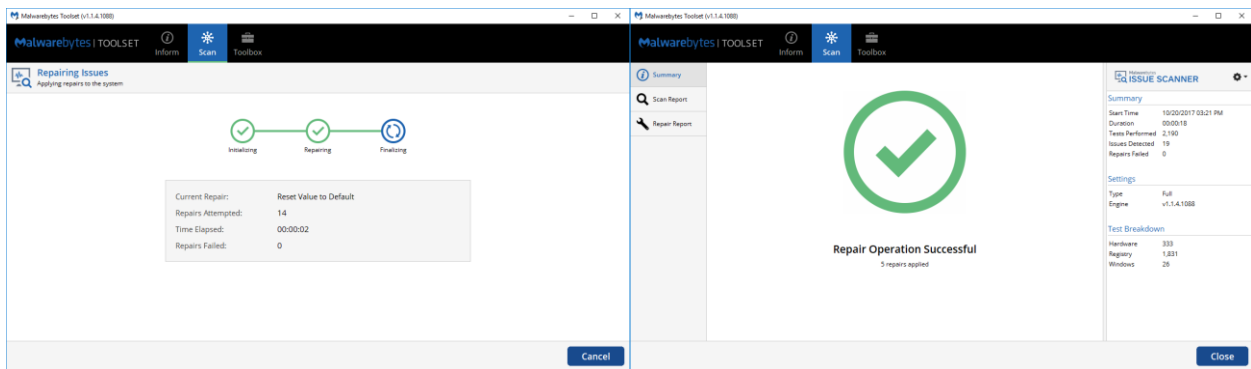 Malwarebytes Toolset (v1.1.4.1088)
Malwarebytes | TOOLSET
Inform
Scan
Toolbox
Repairing Issues
Applying repairs to the system
Initializing
Repairing
Finalizing
Current Repair: Reset Value to Default
Repairs Attempted: 14
Time Elapsed: 00:00:02
Repairs Failed: 0
Cancel
Malwarebytes Toolset (v1.1.4.1088)
Malwarebytes | TOOLSET
Inform
Scan
Toolbox
Summary
Scan Report
Repair Report
Repair Operation Successful
5 repairs applied
Malwarebytes
ISSUE SCANNER
Summary
Start Time 10/20/2017 03:21 PM
Duration 00:00:18
Tests Performed 2,190
Issues Detected 19
Repairs Failed 0
Settings
Type Full
Engine v1.1.4.1088
Test Breakdown
Hardware 333
Registry 1,831
Windows 26
Close